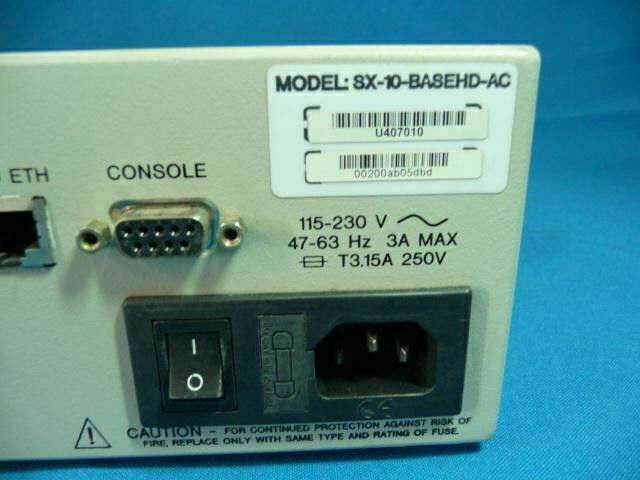 MODEL: SX-10-BASEHD-AC
U407010
00200ab05dbd
ETH
CONSOLE
115-230 V
47-63 Hz 3A MAX
T3.15A 250V
I
O
CE
CAUTION - FOR CONTINUED PROTECTION AGAINST RISK OF
FIRE, REPLACE ONLY WITH SAME TYPE AND RATING OF FUSE.